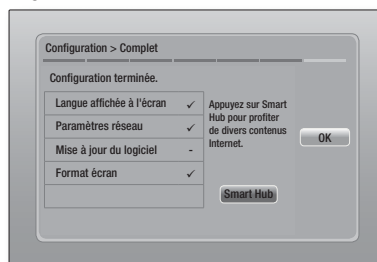 Configuration > Complet
Configuration terminée.
Langue affichée à l'écran ✓
Paramètres réseau ✓
Mise à jour du logiciel -
Format écran ✓
Appuyez sur Smart
Hub pour profiter
de divers contenus
Internet.
Smart Hub
OK